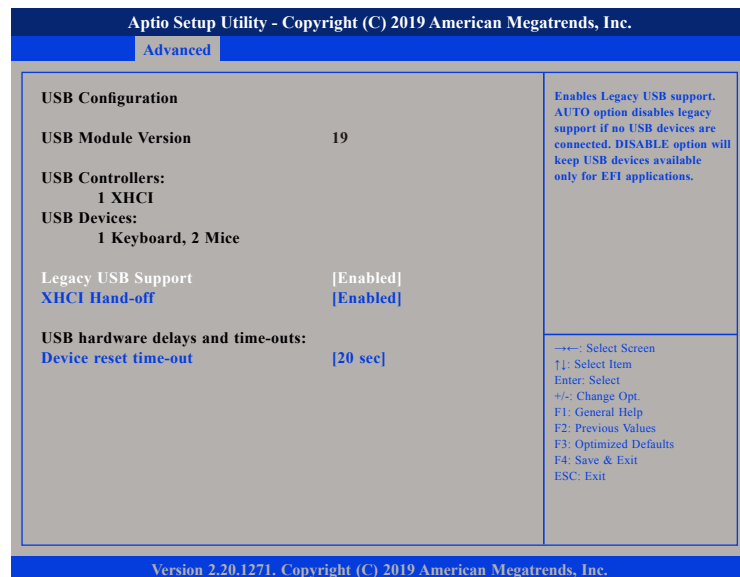 Aptio Setup Utility - Copyright (C) 2019 American Megatrends, Inc.
Advanced
USB Configuration
USB Module Version 19
USB Controllers:
1 XHCI
USB Devices:
1 Keyboard, 2 Mice
Legacy USB Support [Enabled]
XHCI Hand-off [Enabled]
USB hardware delays and time-outs:
Device reset time-out [20 sec]
Enables Legacy USB support.
AUTO option disables legacy
support if no USB devices are
connected. DISABLE option will
keep USB devices available
only for EFI applications.
→←: Select Screen
↑↓: Select Item
Enter: Select
+/-: Change Opt.
F1: General Help
F2: Previous Values
F3: Optimized Defaults
F4: Save & Exit
ESC: Exit
Version 2.20.1271. Copyright (C) 2019 American Megatrends, Inc.